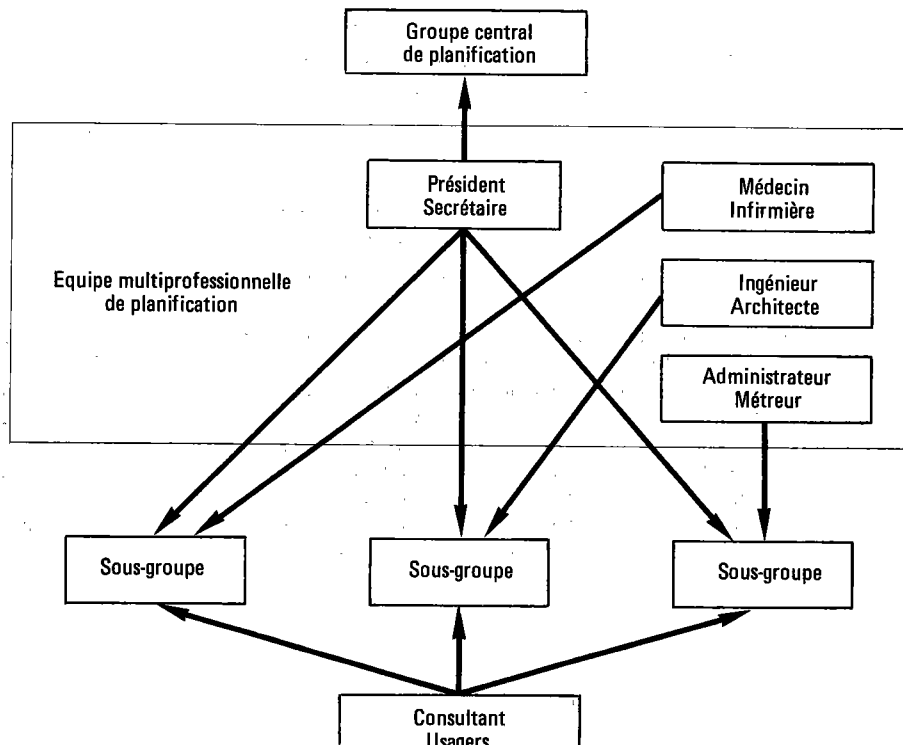 Groupe central
de planification
Président
Secrétaire
Médecin
Infirmière
Equipe multiprofessionnelle
de planification
Ingénieur
Architecte
Administrateur
Métreur
Sous-groupe
Sous-groupe
Sous-groupe
Consultant
Usagers